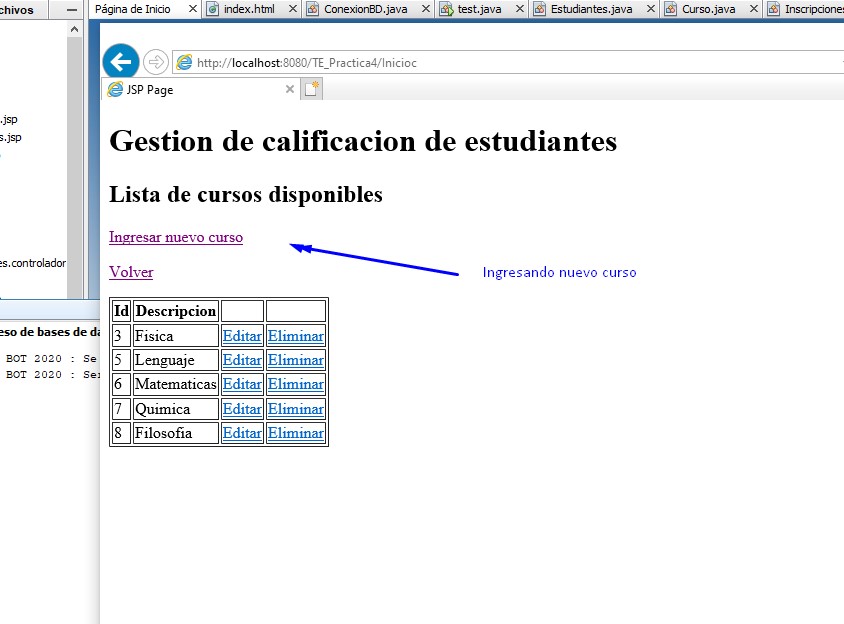 chivos
Página de Inicio
index.html
ConexionBD.java
test.java
Estudiantes.java
Curso.java
Inscripciones
http://localhost:8080/TE_Practica4/Inicioc
JSP Page
.jsp
s.jsp
es.controlador
Gestion de calificacion de estudiantes
Lista de cursos disponibles
Ingresar nuevo curso
Ingresando nuevo curso
Volver
Id Descripcion
3 Fisica Editar Eliminar
5 Lenguaje Editar Eliminar
6 Matematicas Editar Eliminar
7 Quimica Editar Eliminar
8 Filosofía Editar Eliminar
eso de bases de da
BOT 2020 : Se
BOT 2020 : Ser